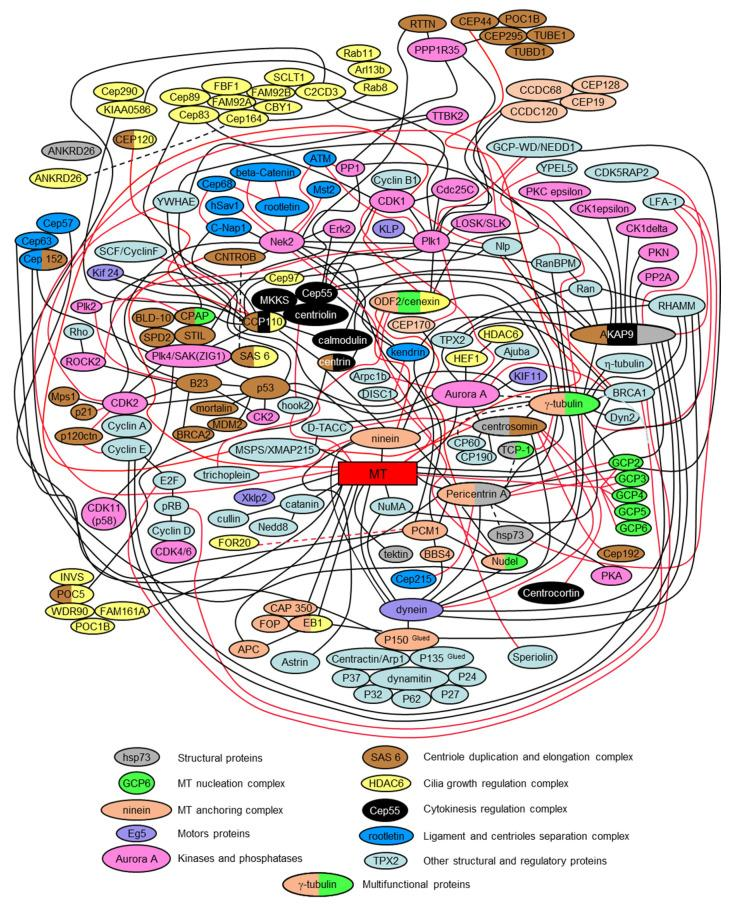 RTTN
CEP44
POC1B
CEP295
TUBE1
PPP1R35
TUBD1
Rab11
Arl13b
Rab8
SCLT1
FBF1
FAM92B
C2CD3
Cep89
FAM92A
CBY1
Cep83
Cep164
Cep290
KIAA0586
CEP120
ANKRD26
ANKRD26
CCDC68
CEP128
CEP19
CCDC120
TTBK2
GCP-WD/NEDD1
YPEL5
CDK5RAP2
ATM
PP1
beta-Catenin
Cyclin B1
Cep68
Mst2
Cdc25C
PKC epsilon
LFA-1
YWHAE
hSav1
rootletin
CDK1
CK1epsilon
Cep57
C-Nap1
Erk2
KLP
LOSK/SLK
CK1delta
Cep63
Nek2
Plk1
Nlp
PKN
Cep 152
SCF/CyclinF
CNTROB
RanBPM
PP2A
Kif 24
Cep97
Cep55
Ran
Plk2
MKKS
centriolin
ODF2/cenexin
RHAMM
BLD-10
CPAP
CCP110
CEP170
Rho
SPD2
STIL
calmodulin
TPX2
HDAC6
AKAP9
ROCK2
Plk4/SAK(ZIG1)
SAS 6
centrin
kendrin
HEF1
Ajuba
η-tubulin
B23
p53
Arpc1b
KIF11
Mps1
DISC1
Aurora A
BRCA1
CDK2
p21
mortalin
hook2
γ-tubulin
Cyclin A
MDM2
CK2
Dyn2
p120ctn
BRCA2
D-TACC
ninein
Centrosomin
Cyclin E
MSPS/XMAP215
CP60
TCP-1
CP190
GCP2
E2F
trichoplein
MT
GCP3
pRB
Xklp2
catanin
NuMA
Pericentrin A
GCP4
CDK11
(p58)
cullin
GCP5
Cyclin D
Nedd8
PCM1
hsp73
GCP6
CDK4/6
FOR20
tektin
BBS4
Nudel
Cep192
INVS
Cep215
PKA
POC5
Centrocortin
WDR90
FAM161A
CAP 350
dynein
POC1B
FOP
EB1
P150 Glued
APC
Astrin
Centractin/Arp1
P135 Glued
Speriolin
P37
dynamitin
P24
P32
P62
P27
hsp73 Structural proteins
SAS 6 Centriole duplication and elongation complex
GCP6 MT nucleation complex
HDAC6 Cilia growth regulation complex
ninein MT anchoring complex
Cep55 Cytokinesis regulation complex
Eg5 Motors proteins
rootletin Ligament and centrioles separation complex
Aurora A Kinases and phosphatases
TPX2 Other structural and regulatory proteins
γ-tubulin Multifunctional proteins